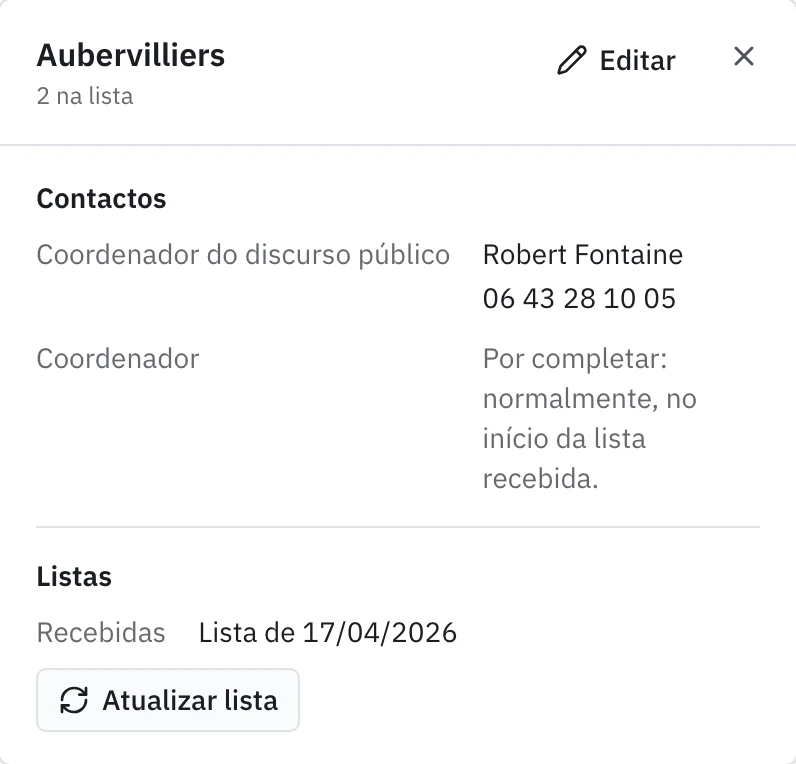 Aubervilliers
Editar
2 na lista
Contactos
Coordenador do discurso público
Robert Fontaine
06 43 28 10 05
Coordenador
Por completar:
normalmente, no
início da lista
recebida.
Listas
Recebidas Lista de 17/04/2026
Atualizar lista